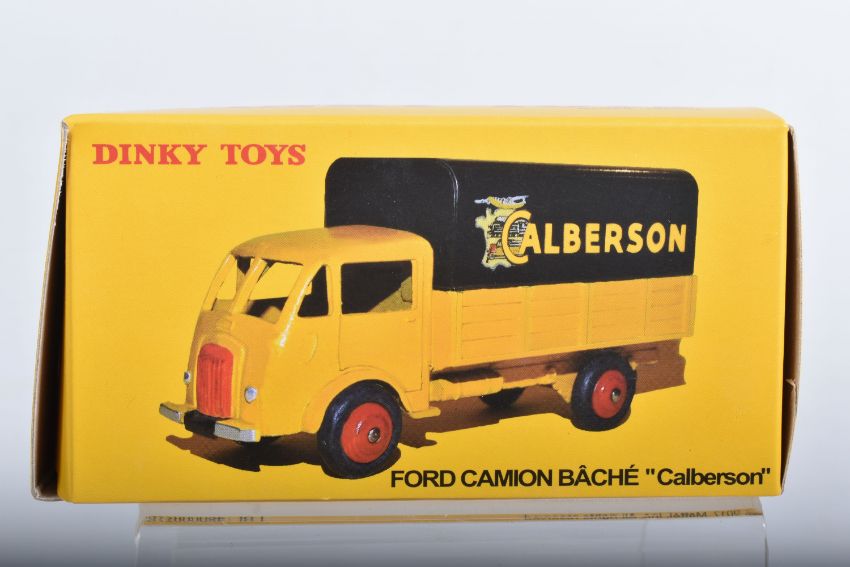 DINKY TOYS
CALBERSON
FORD CAMION BÂCHÉ "Calberson"